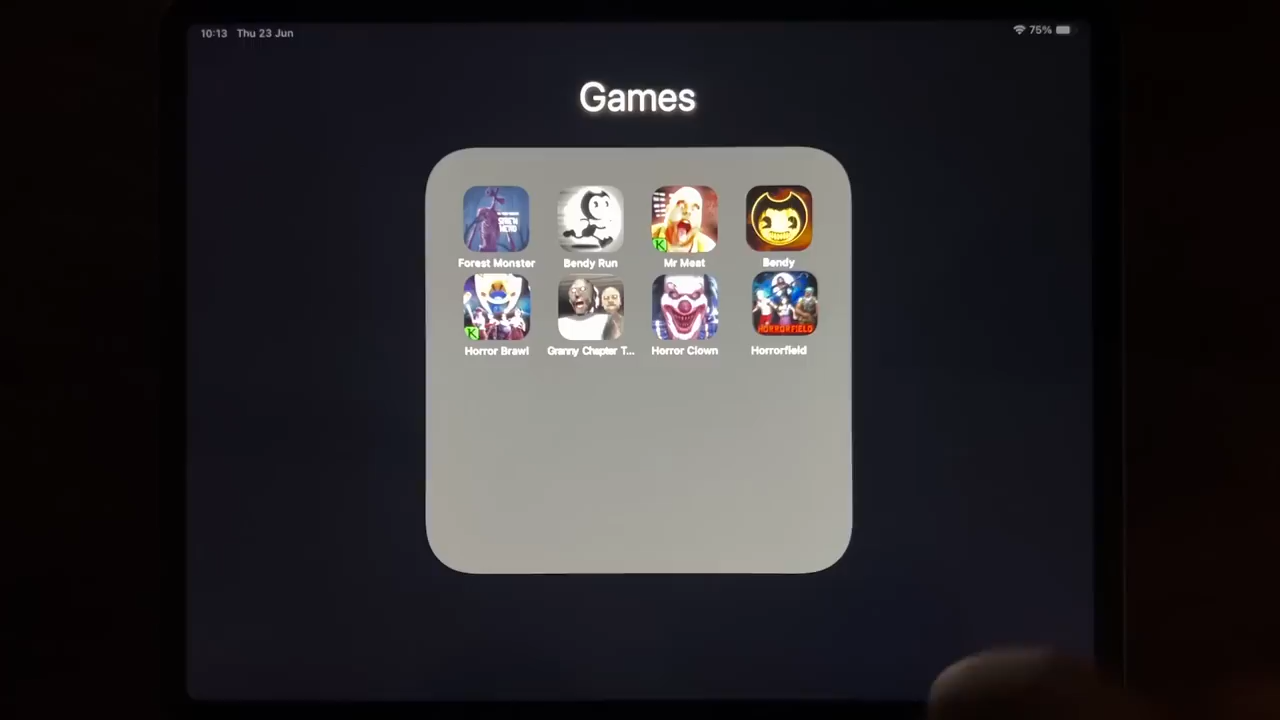 10:13 Thu 23 Jun
75%
Games
Forest Monster
Bendy Run
Mr Meat
Bendy
Horror Brawl
Granny Chapter T...
Horror Clown
HORRORFIELD
Horrorfield
K
K